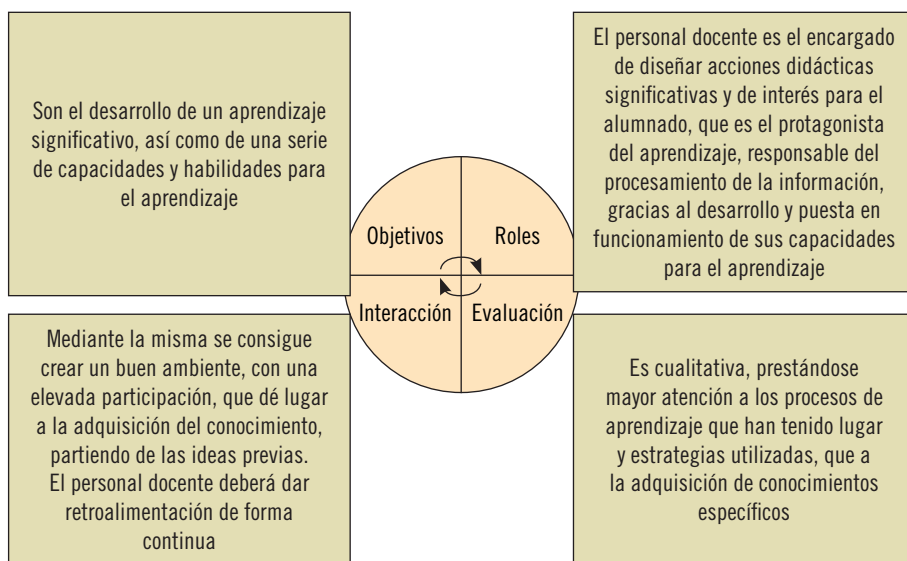 Son el desarrollo de un aprendizaje
significativo, así como de una serie
de capacidades y habilidades para
el aprendizaje
El personal docente es el encargado
de diseñar acciones didácticas
significativas y de interés para el
alumnado, que es el protagonista
del aprendizaje, responsable del
procesamiento de la información,
gracias al desarrollo y puesta en
funcionamiento de sus capacidades
para el aprendizaje
Objetivos
Roles
Interacción
Evaluación
Mediante la misma se consigue
crear un buen ambiente, con una
elevada participación, que dé lugar
a la adquisición del conocimiento,
partiendo de las ideas previas.
El personal docente deberá dar
retroalimentación de forma
continua
Es cualitativa, prestándose
mayor atención a los procesos de
aprendizaje que han tenido lugar
y estrategias utilizadas, que a
la adquisición de conocimientos
específicos